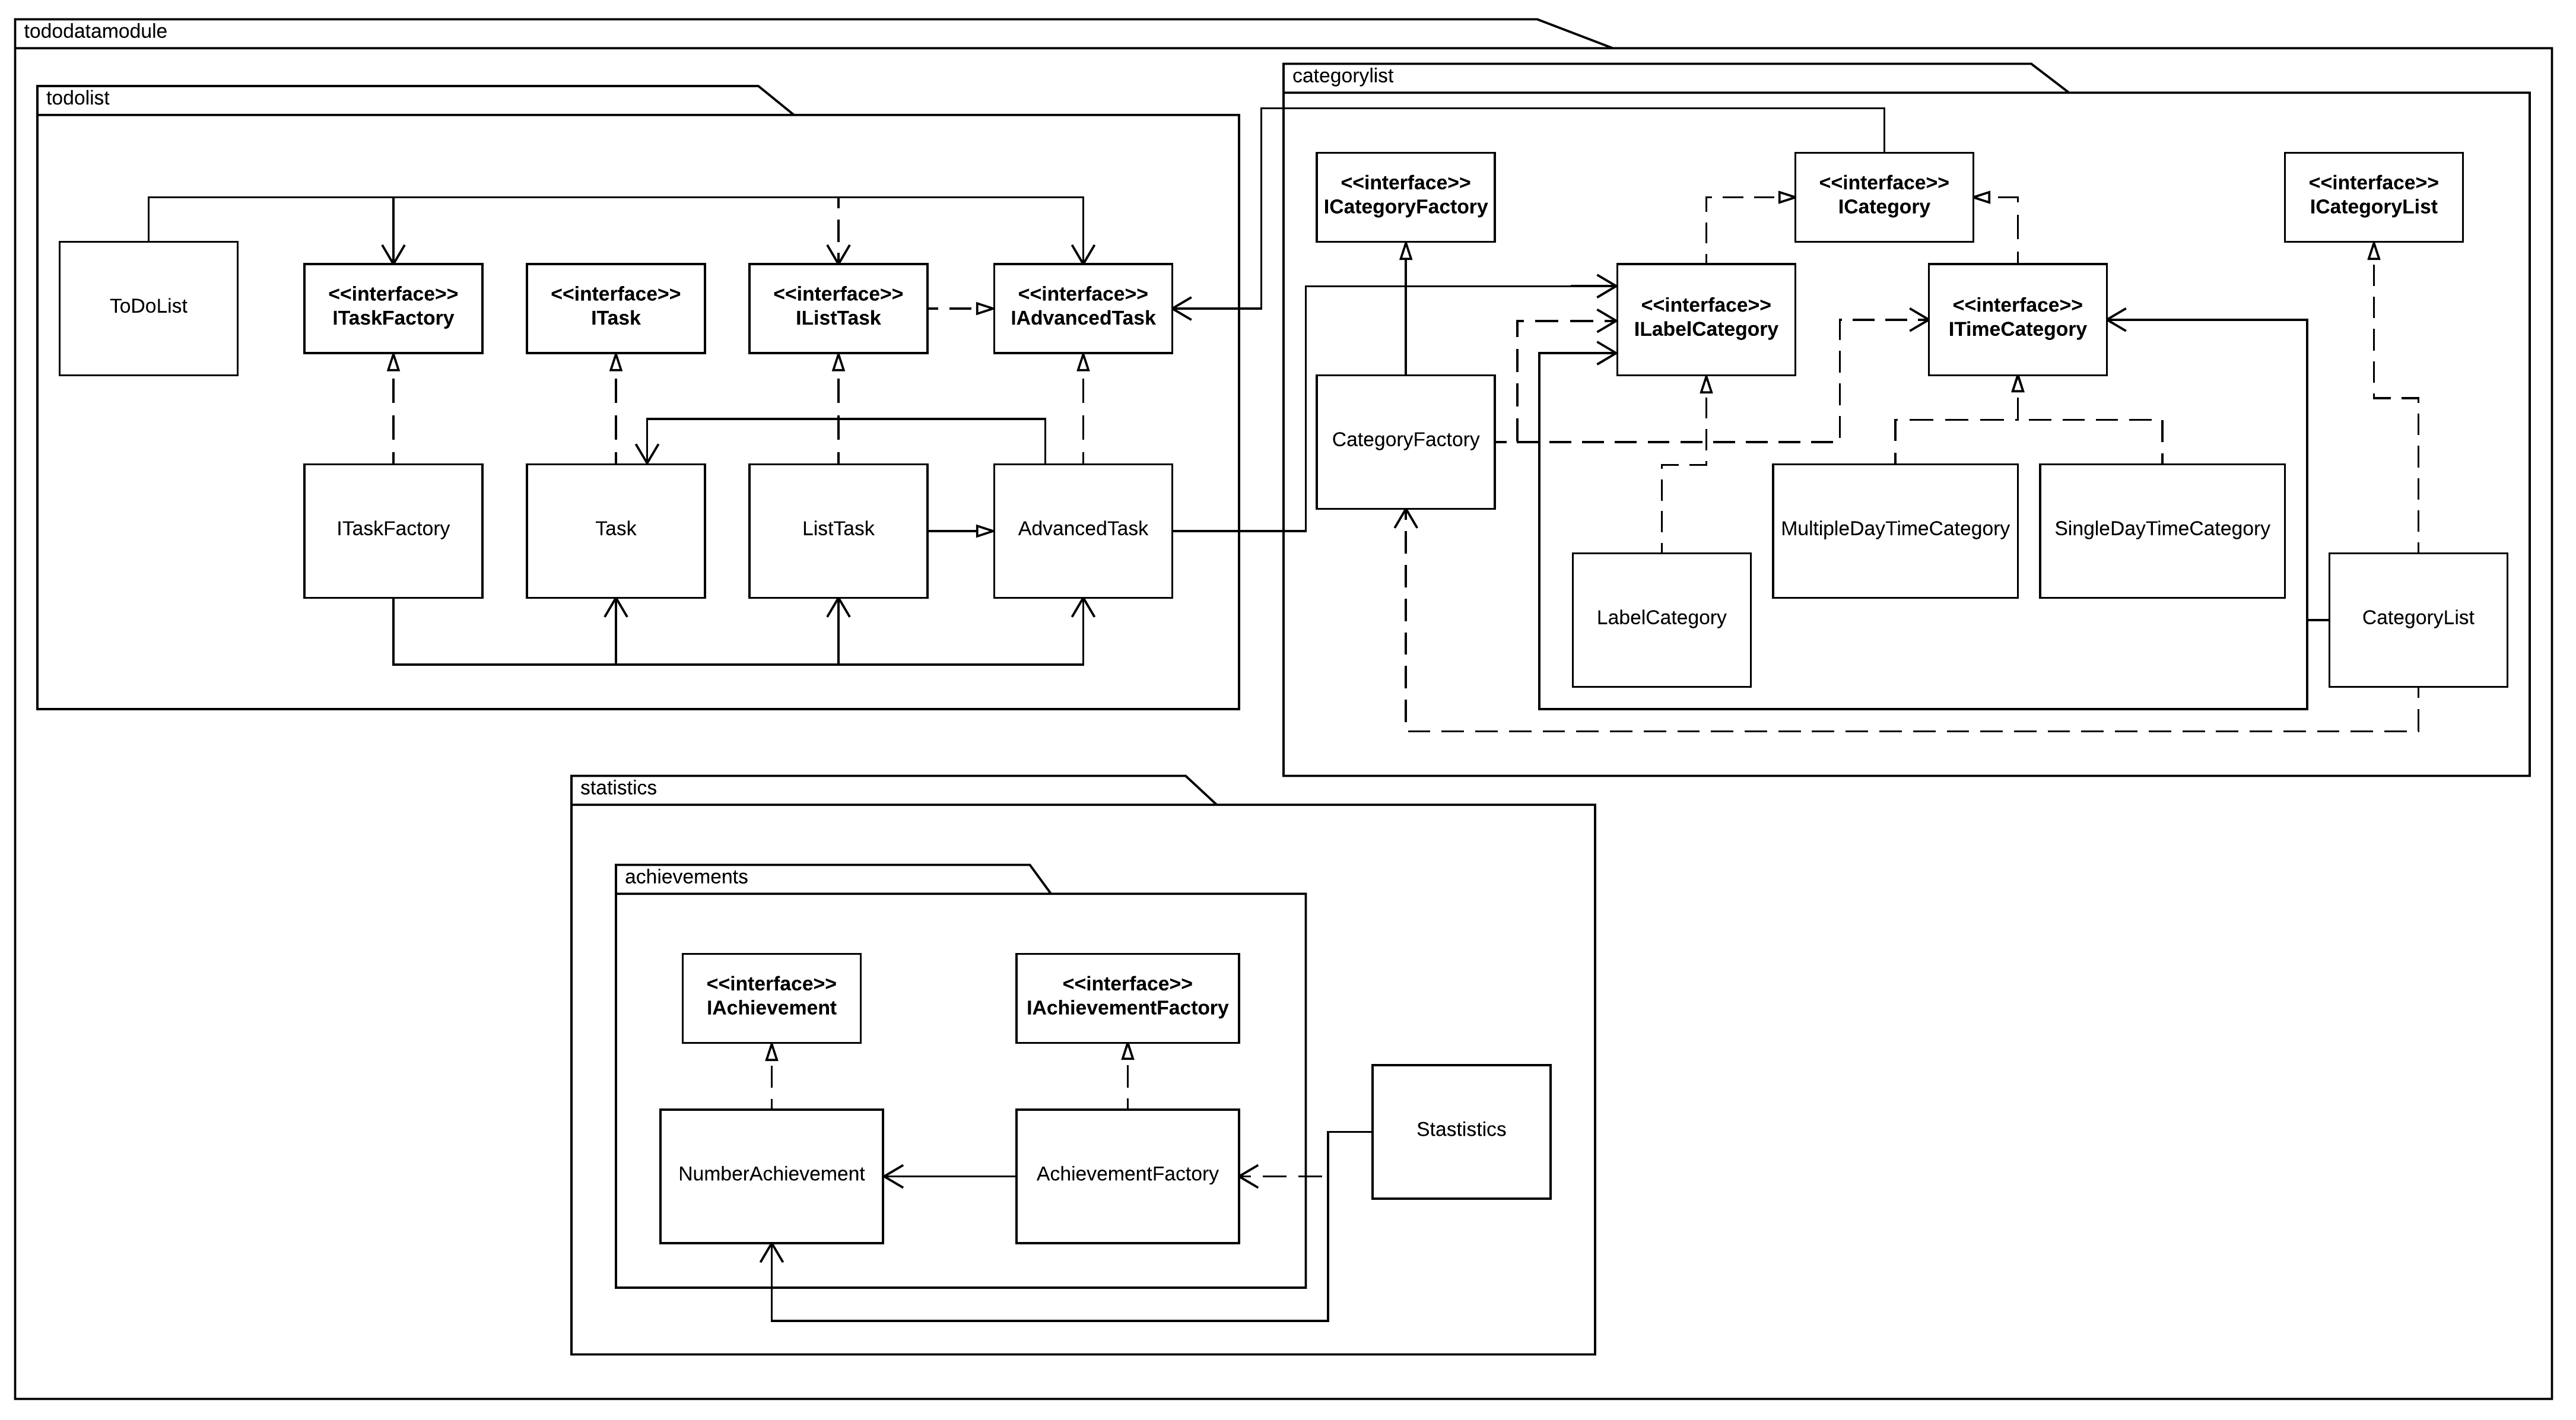 tododatamodule
todolist
ToDoList
<<interface>>
ITaskFactory
<<interface>>
ITask
<<interface>>
IListTask
<<interface>>
IAdvancedTask
ITaskFactory
Task
ListTask
AdvancedTask
categorylist
<<interface>>
ICategoryFactory
<<interface>>
ICategory
<<interface>>
ICategoryList
<<interface>>
ILabelCategory
<<interface>>
ITimeCategory
CategoryFactory
MultipleDayTimeCategory
SingleDayTimeCategory
LabelCategory
CategoryList
statistics
achievements
<<interface>>
IAchievement
<<interface>>
IAchievementFactory
NumberAchievement
AchievementFactory
Stastistics